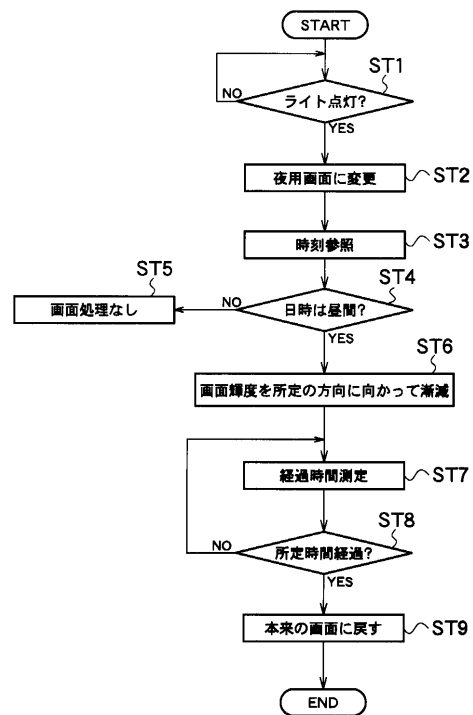 START
ST1
ライト点灯?
NO
YES
夜用画面に変更
ST2
時刻参照
ST3
ST5
画面処理なし
ST4
NO
日時は昼間?
YES
ST6
画面輝度を所定の方向に向かって漸減
経過時間測定
ST7
ST8
NO
所定時間経過?
YES
本来の画面に戻す
ST9
END